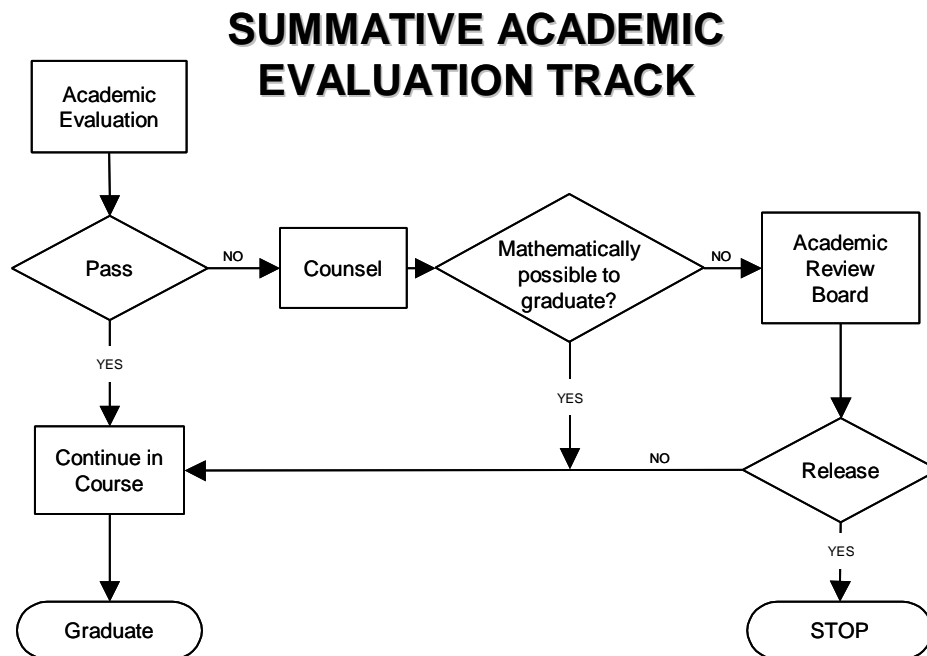 SUMMATIVE ACADEMIC
EVALUATION TRACK
Academic
Evaluation
Pass
NO
Counsel
Mathematically
possible to
graduate?
NO
Academic
Review
Board
YES
YES
Continue in
Course
NO
Release
YES
Graduate
STOP